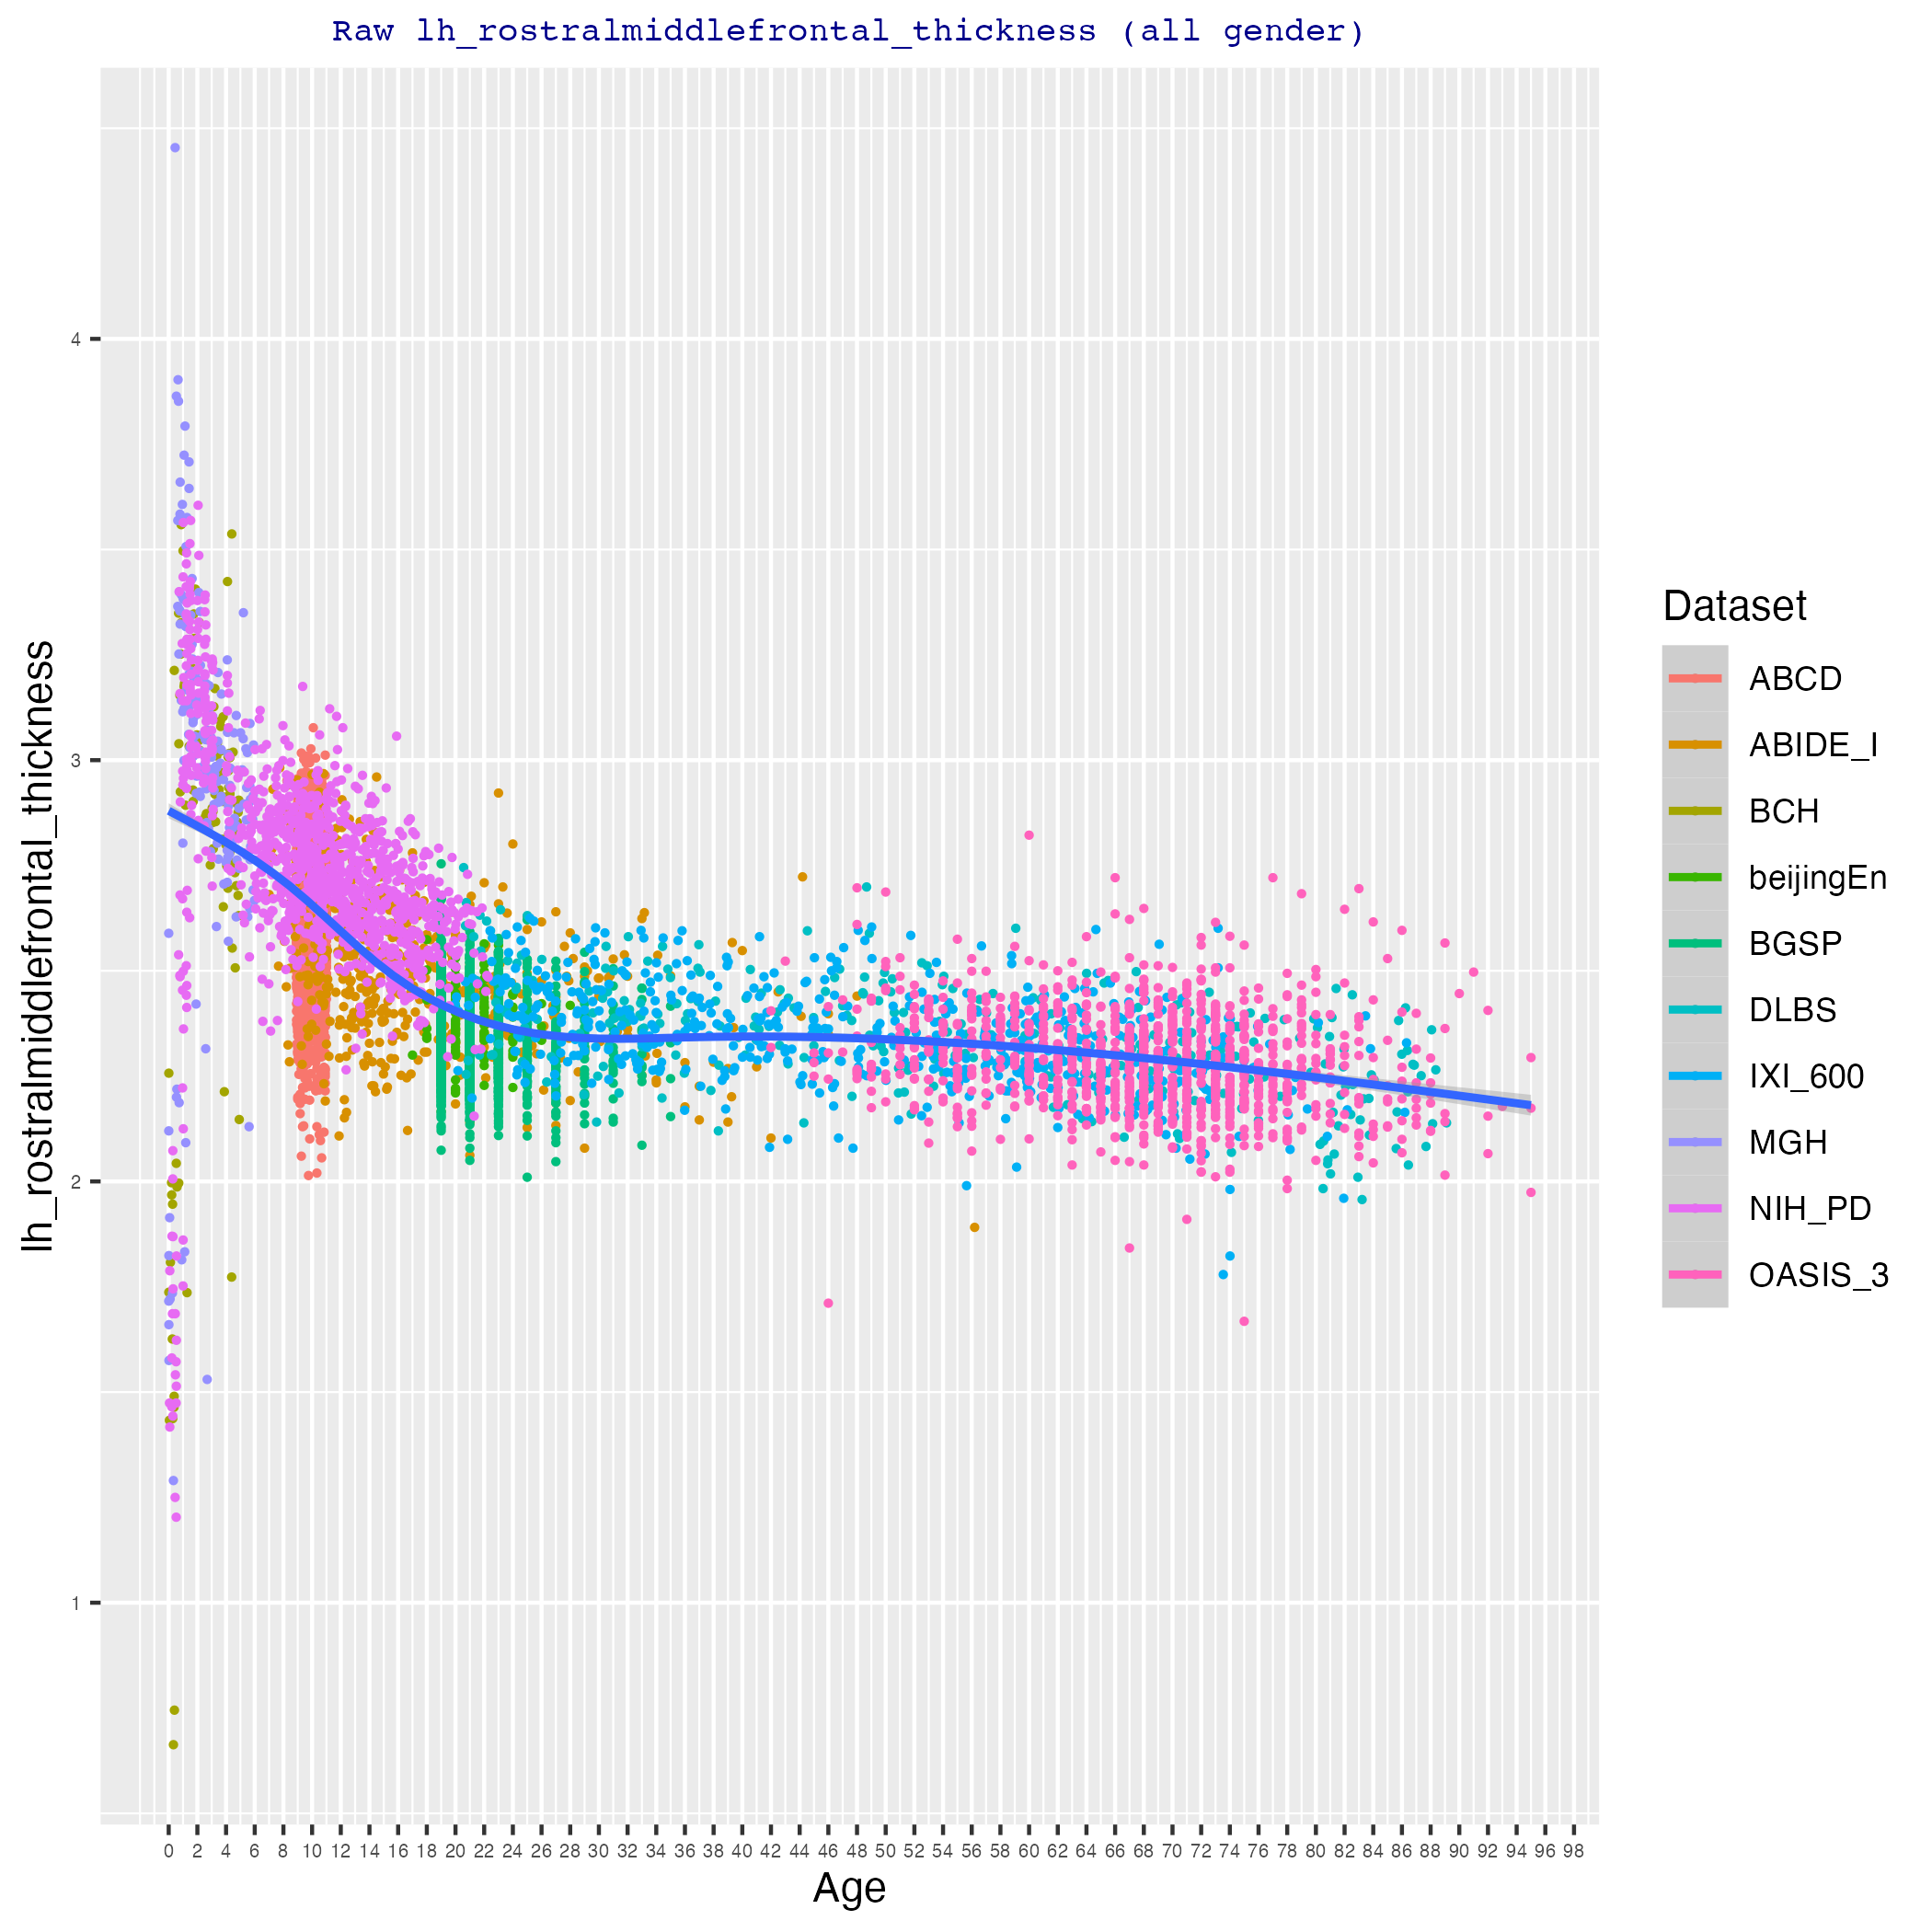 Raw lh_rostralmiddlefrontal_thickness (all gender)
lh_rostralmiddlefrontal_thickness
4
3
2
1
0 2 4 6 8 10 12 14 16 18 20 22 24 26 28 30 32 34 36 38 40 42 44 46 48 50 52 54 56 58 60 62 64 66 68 70 72 74 76 78 80 82 84 86 88 90 92 94 96 98
Age
Dataset
ABCD
ABIDE_I
BCH
beijingEn
BGSP
DLBS
IXI_600
MGH
NIH_PD
OASIS_3